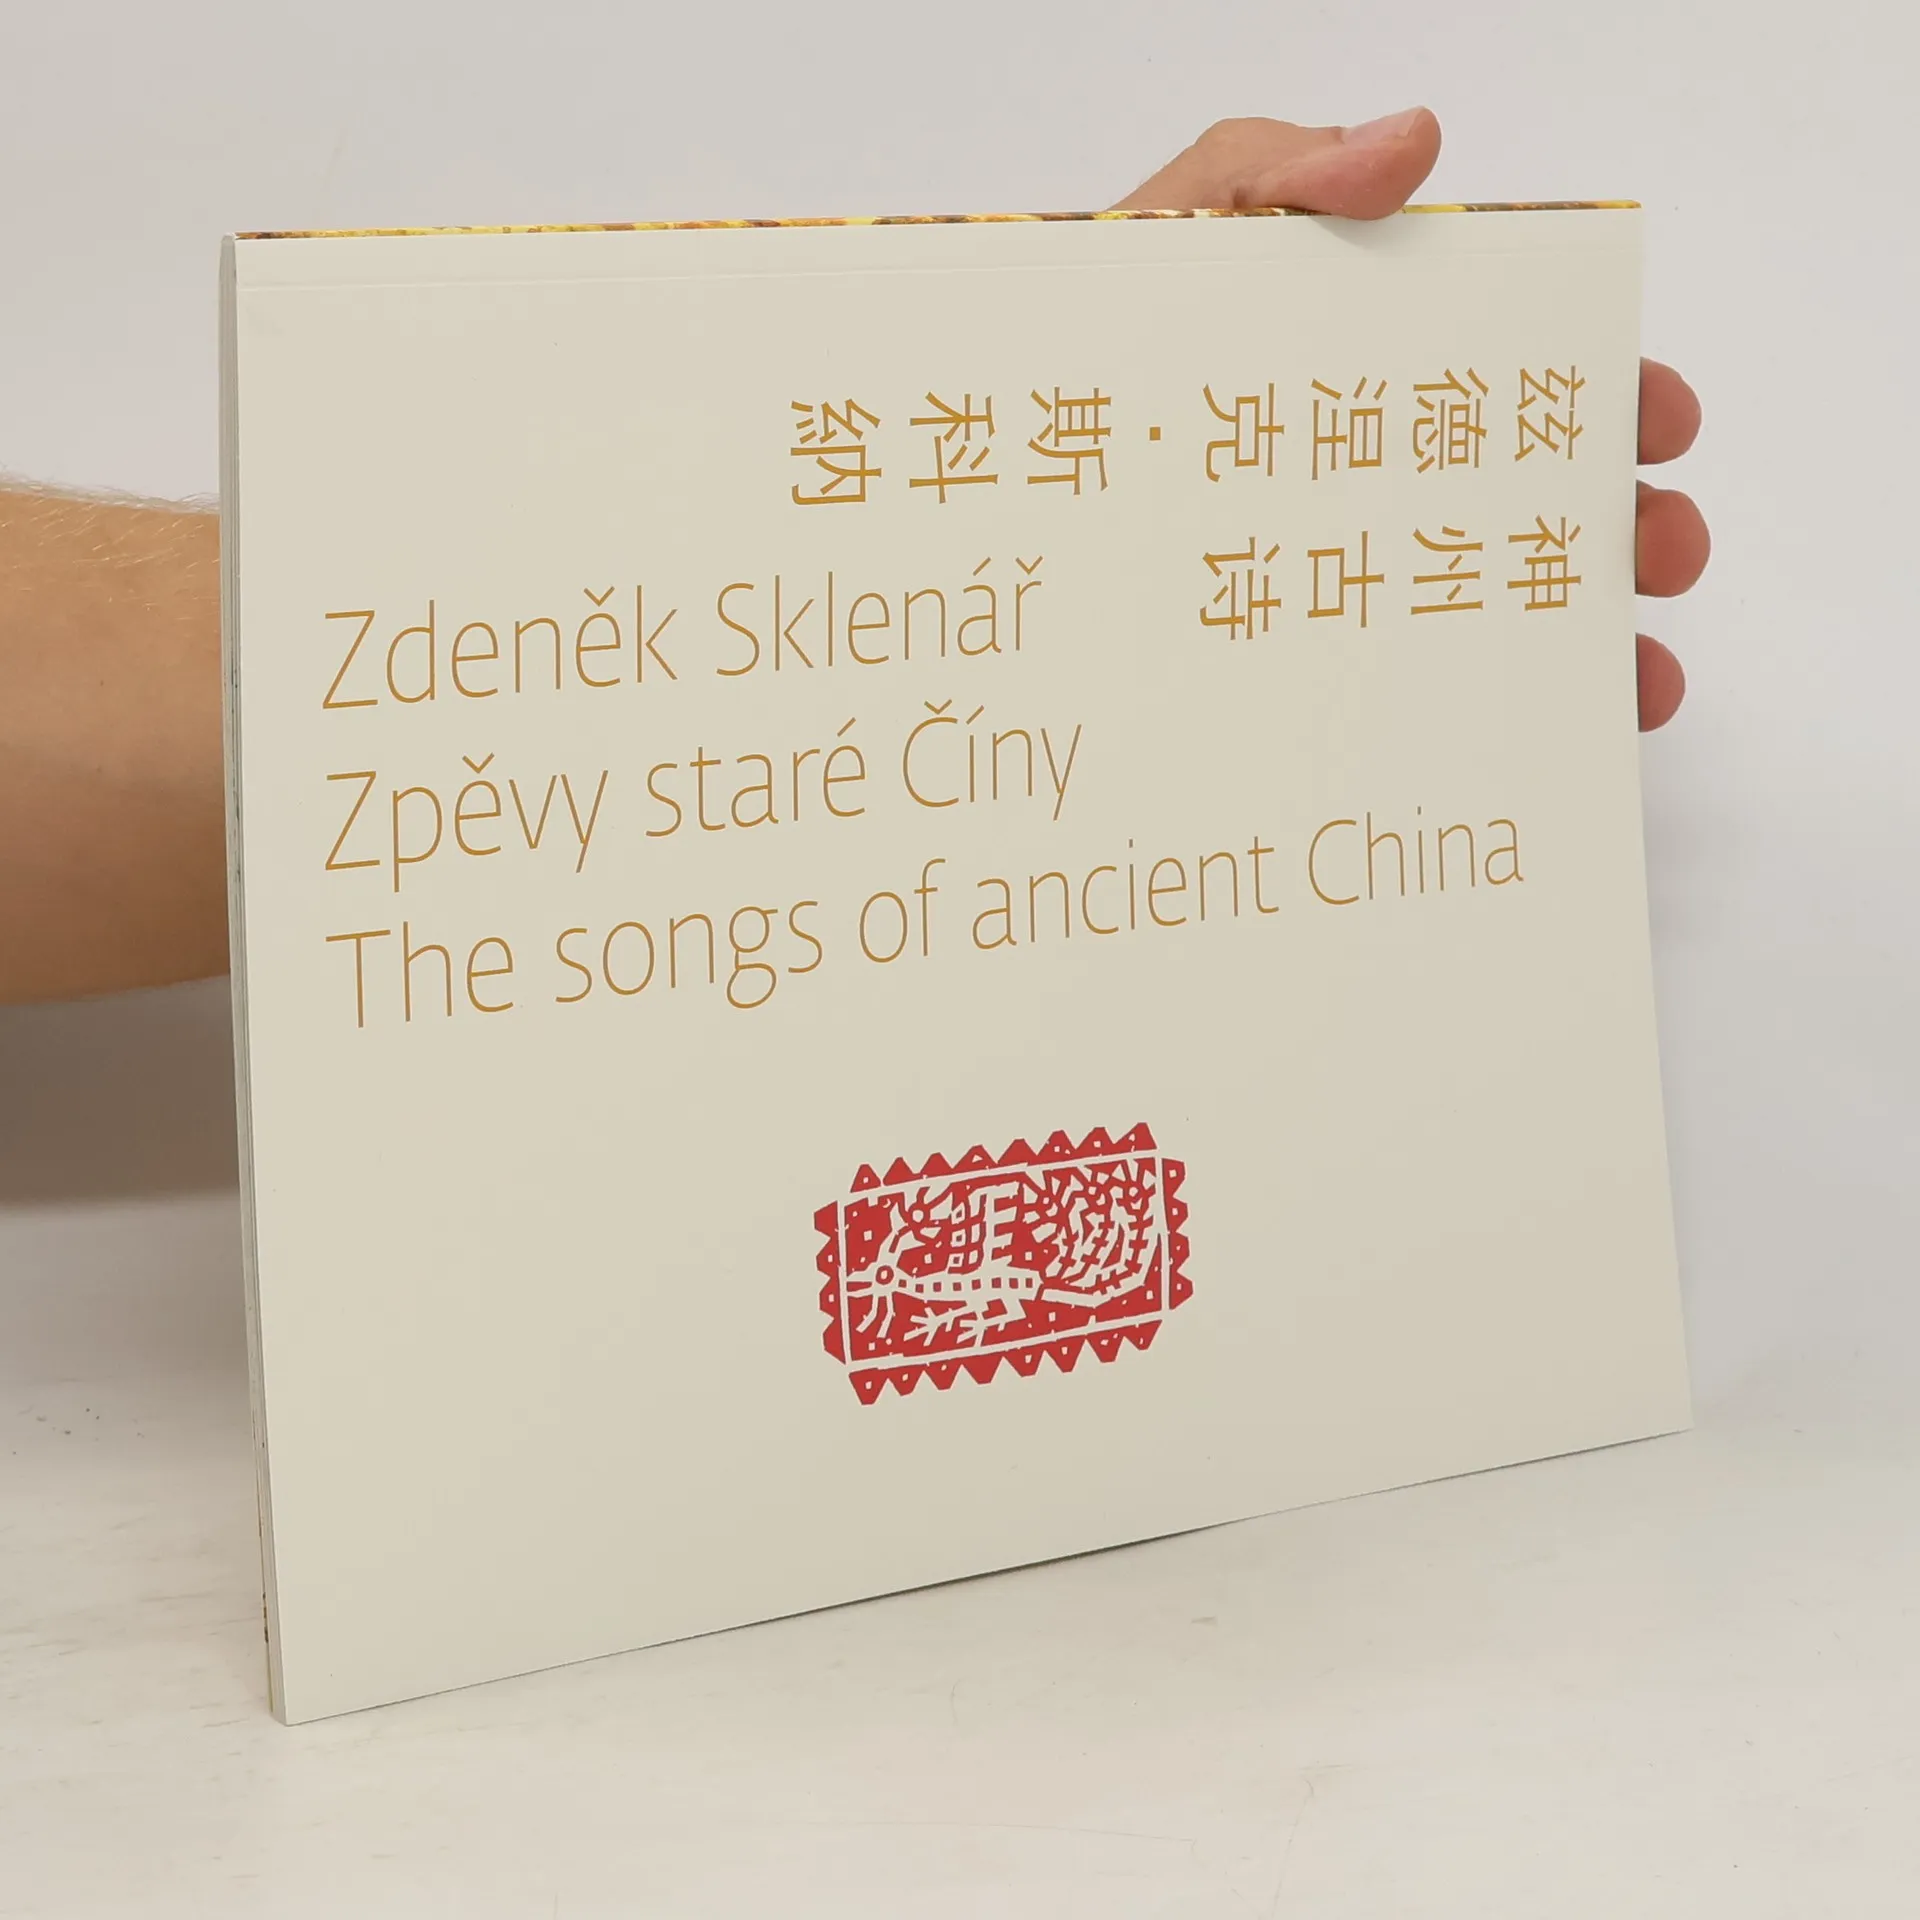 兹德涅克·斯科納
神州古诗
Zdeněk Sklenář
Zpěvy staré Číny
The songs of ancient China